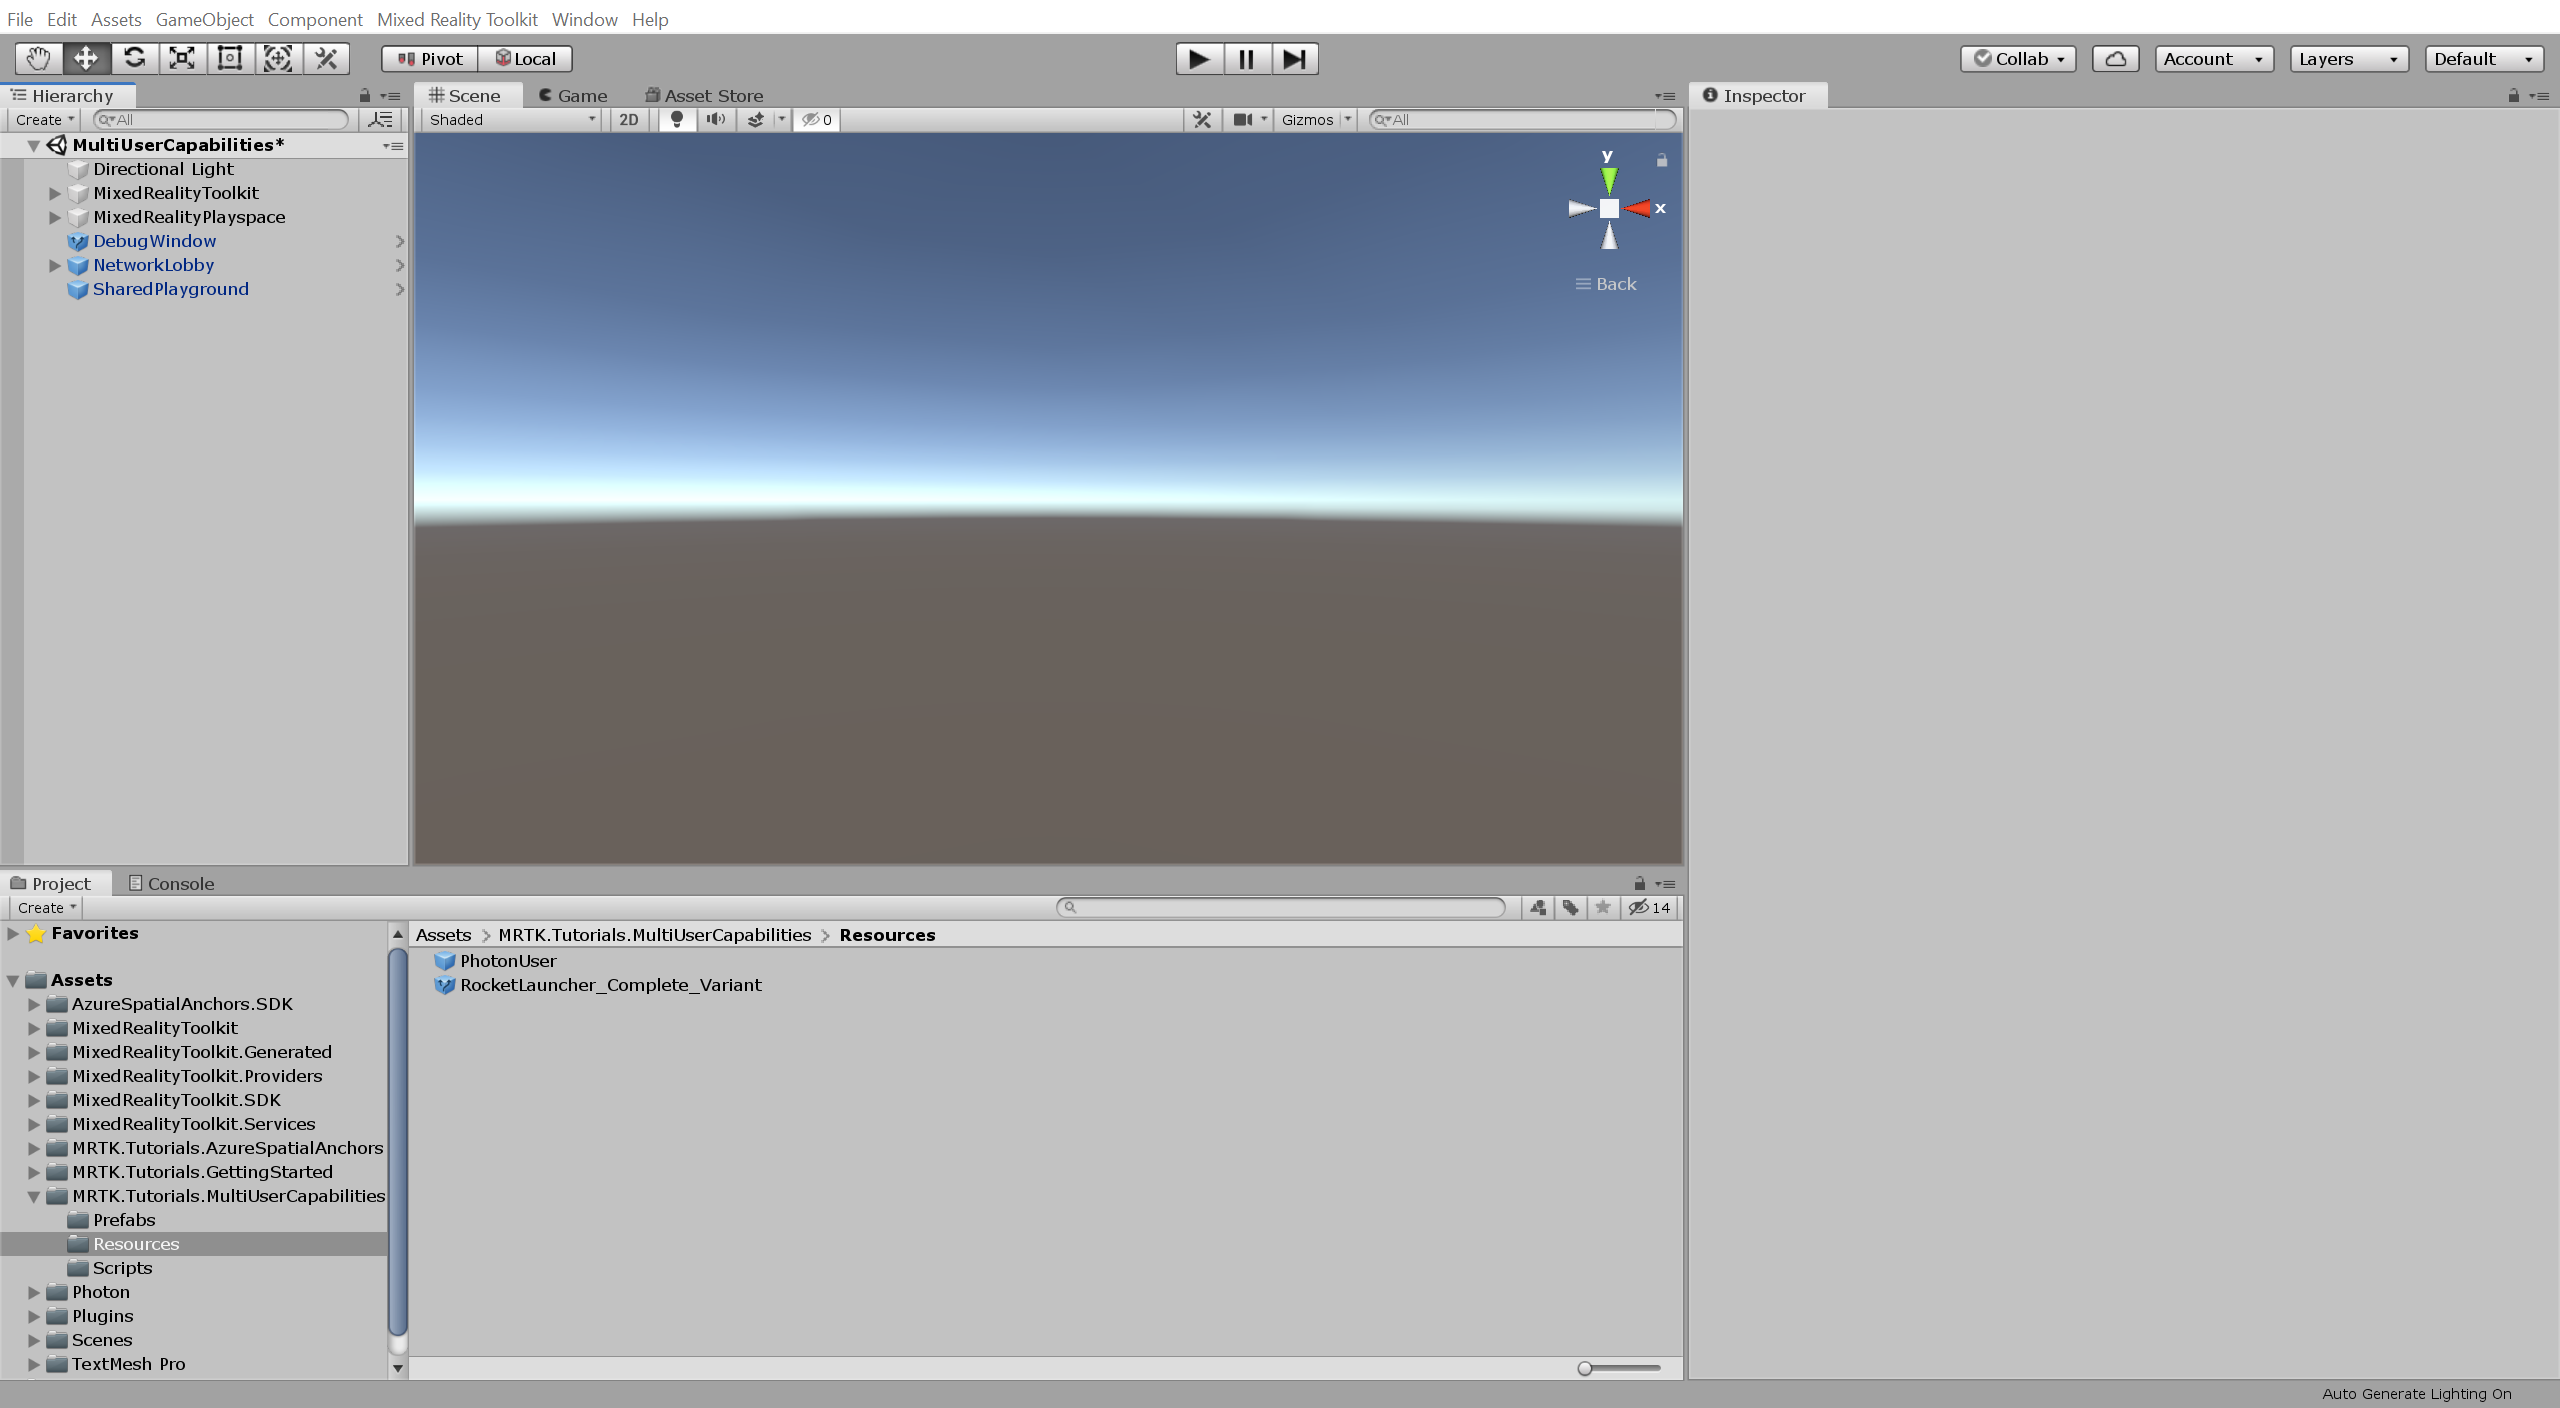 File Edit Assets GameObject Component Mixed Reality Toolkit Window Help
Pivot Local Collab Account Layers Default
Hierarchy Scene Game Asset Store Inspector
Create All Shaded 2D 0 Gizmos All
MultiUserCapabilities*
Directional Light
MixedRealityToolkit
MixedRealityPlayspace
DebugWindow
NetworkLobby
SharedPlayground
y
x
Back
Project Console
Create 14
Favorites
Assets > MRTK.Tutorials.MultiUserCapabilities > Resources
PhotonUser
RocketLauncher_Complete_Variant
Assets
AzureSpatialAnchors.SDK
MixedRealityToolkit
MixedRealityToolkit.Generated
MixedRealityToolkit.Providers
MixedRealityToolkit.SDK
MixedRealityToolkit.Services
MRTK.Tutorials.AzureSpatialAnchors
MRTK.Tutorials.GettingStarted
MRTK.Tutorials.MultiUserCapabilities
Prefabs
Resources
Scripts
Photon
Plugins
Scenes
TextMesh Pro
Auto Generate Lighting On